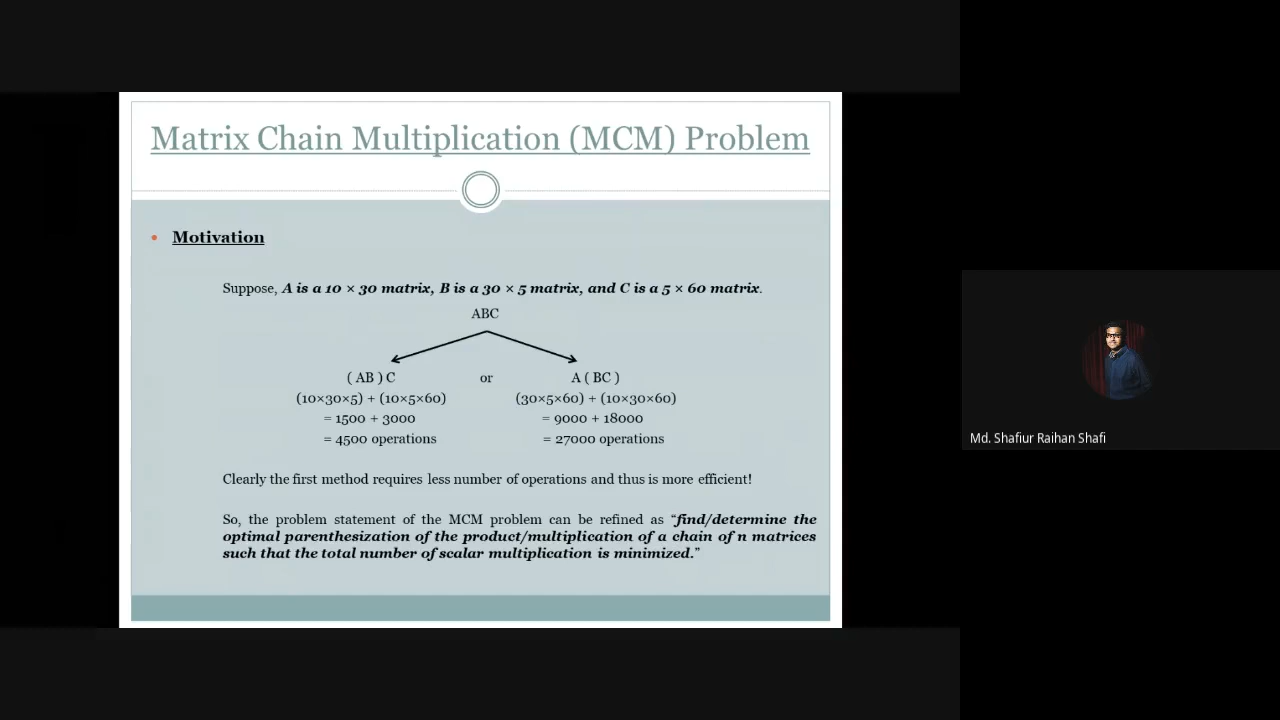 Matrix Chain Multiplication (MCM) Problem
• Motivation
Suppose, A is a 10 × 30 matrix, B is a 30 × 5 matrix, and C is a 5 × 60 matrix.
ABC
( AB ) C or A ( BC )
(10×30×5) + (10×5×60) (30×5×60) + (10×30×60)
= 1500 + 3000 = 9000 + 18000
= 4500 operations = 27000 operations
Clearly the first method requires less number of operations and thus is more efficient!
So, the problem statement of the MCM problem can be refined as “find/determine the
optimal parenthesization of the product/multiplication of a chain of n matrices
such that the total number of scalar multiplication is minimized.”
Md. Shafiur Raihan Shafi